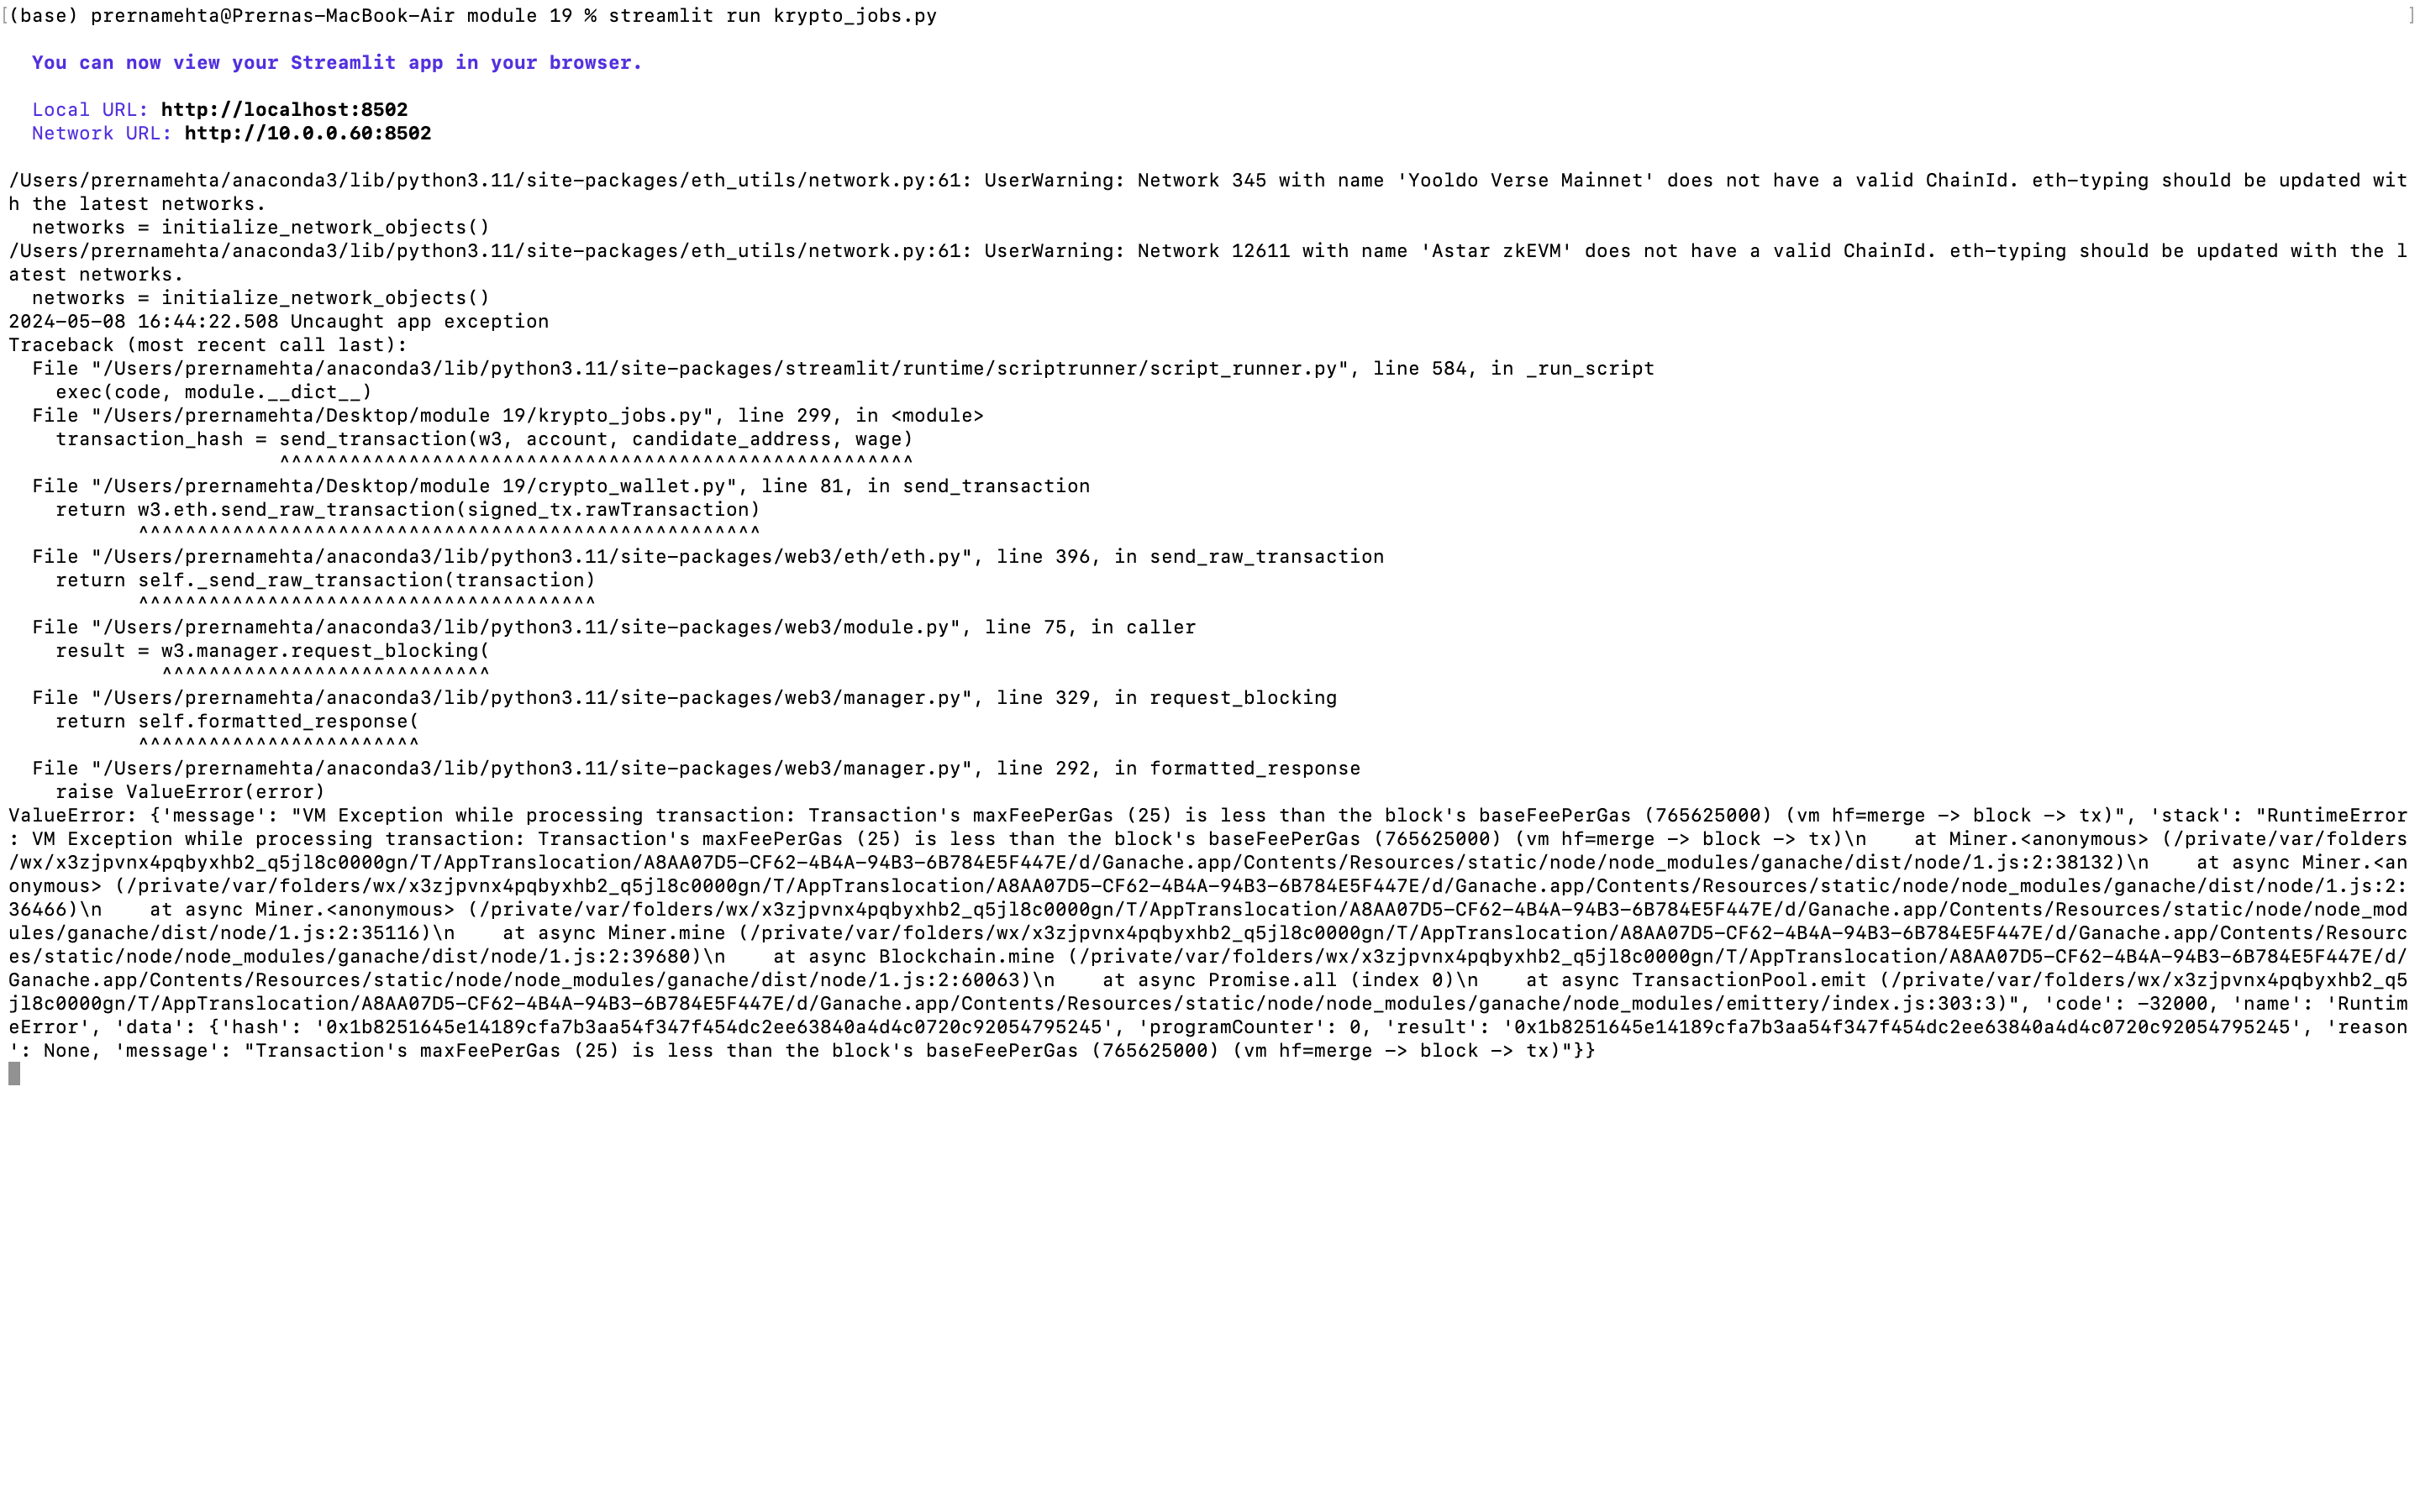 [(base) prernamehta@Prernas-MacBook-Air module 19 % streamlit run krypto_jobs.py ]
You can now view your Streamlit app in your browser.
Local URL: http://localhost:8502
Network URL: http://10.0.0.60:8502
/Users/prernamehta/anaconda3/lib/python3.11/site-packages/eth_utils/network.py:61: UserWarning: Network 345 with name 'Yooldo Verse Mainnet' does not have a valid ChainId. eth-typing should be updated wit
h the latest networks.
  networks = initialize_network_objects()
/Users/prernamehta/anaconda3/lib/python3.11/site-packages/eth_utils/network.py:61: UserWarning: Network 12611 with name 'Astar zkEVM' does not have a valid ChainId. eth-typing should be updated with the l
atest networks.
  networks = initialize_network_objects()
2024-05-08 16:44:22.508 Uncaught app exception
Traceback (most recent call last):
  File "/Users/prernamehta/anaconda3/lib/python3.11/site-packages/streamlit/runtime/scriptrunner/script_runner.py", line 584, in _run_script
    exec(code, module.__dict__)
  File "/Users/prernamehta/Desktop/module 19/krypto_jobs.py", line 299, in <module>
    transaction_hash = send_transaction(w3, account, candidate_address, wage)
                       ^^^^^^^^^^^^^^^^^^^^^^^^^^^^^^^^^^^^^^^^^^^^^^^^^^^^^^
  File "/Users/prernamehta/Desktop/module 19/crypto_wallet.py", line 81, in send_transaction
    return w3.eth.send_raw_transaction(signed_tx.rawTransaction)
           ^^^^^^^^^^^^^^^^^^^^^^^^^^^^^^^^^^^^^^^^^^^^^^^^^^^^^
  File "/Users/prernamehta/anaconda3/lib/python3.11/site-packages/web3/eth/eth.py", line 396, in send_raw_transaction
    return self._send_raw_transaction(transaction)
           ^^^^^^^^^^^^^^^^^^^^^^^^^^^^^^^^^^^^^^^
  File "/Users/prernamehta/anaconda3/lib/python3.11/site-packages/web3/module.py", line 75, in caller
    result = w3.manager.request_blocking(
             ^^^^^^^^^^^^^^^^^^^^^^^^^^^^
  File "/Users/prernamehta/anaconda3/lib/python3.11/site-packages/web3/manager.py", line 329, in request_blocking
    return self.formatted_response(
           ^^^^^^^^^^^^^^^^^^^^^^^^
  File "/Users/prernamehta/anaconda3/lib/python3.11/site-packages/web3/manager.py", line 292, in formatted_response
    raise ValueError(error)
ValueError: {'message': "VM Exception while processing transaction: Transaction's maxFeePerGas (25) is less than the block's baseFeePerGas (765625000) (vm hf=merge -> block -> tx)", 'stack': "RuntimeError
: VM Exception while processing transaction: Transaction's maxFeePerGas (25) is less than the block's baseFeePerGas (765625000) (vm hf=merge -> block -> tx)\n    at Miner.<anonymous> (/private/var/folders
/wx/x3zjpvnx4pqbyxhb2_q5jl8c0000gn/T/AppTranslocation/A8AA07D5-CF62-4B4A-94B3-6B784E5F447E/d/Ganache.app/Contents/Resources/static/node/node_modules/ganache/dist/node/1.js:2:38132)\n    at async Miner.<an
onymous> (/private/var/folders/wx/x3zjpvnx4pqbyxhb2_q5jl8c0000gn/T/AppTranslocation/A8AA07D5-CF62-4B4A-94B3-6B784E5F447E/d/Ganache.app/Contents/Resources/static/node/node_modules/ganache/dist/node/1.js:2:
36466)\n    at async Miner.<anonymous> (/private/var/folders/wx/x3zjpvnx4pqbyxhb2_q5jl8c0000gn/T/AppTranslocation/A8AA07D5-CF62-4B4A-94B3-6B784E5F447E/d/Ganache.app/Contents/Resources/static/node/node_mod
ules/ganache/dist/node/1.js:2:35116)\n    at async Miner.mine (/private/var/folders/wx/x3zjpvnx4pqbyxhb2_q5jl8c0000gn/T/AppTranslocation/A8AA07D5-CF62-4B4A-94B3-6B784E5F447E/d/Ganache.app/Contents/Resourc
es/static/node/node_modules/ganache/dist/node/1.js:2:39680)\n    at async Blockchain.mine (/private/var/folders/wx/x3zjpvnx4pqbyxhb2_q5jl8c0000gn/T/AppTranslocation/A8AA07D5-CF62-4B4A-94B3-6B784E5F447E/d/
Ganache.app/Contents/Resources/static/node/node_modules/ganache/dist/node/1.js:2:60063)\n    at async Promise.all (index 0)\n    at async TransactionPool.emit (/private/var/folders/wx/x3zjpvnx4pqbyxhb2_q5
jl8c0000gn/T/AppTranslocation/A8AA07D5-CF62-4B4A-94B3-6B784E5F447E/d/Ganache.app/Contents/Resources/static/node/node_modules/ganache/node_modules/emittery/index.js:303:3)", 'code': -32000, 'name': 'Runtim
eError', 'data': {'hash': '0x1b8251645e14189cfa7b3aa54f347f454dc2ee63840a4d4c0720c92054795245', 'programCounter': 0, 'result': '0x1b8251645e14189cfa7b3aa54f347f454dc2ee63840a4d4c0720c92054795245', 'reason
': None, 'message': "Transaction's maxFeePerGas (25) is less than the block's baseFeePerGas (765625000) (vm hf=merge -> block -> tx)"}}